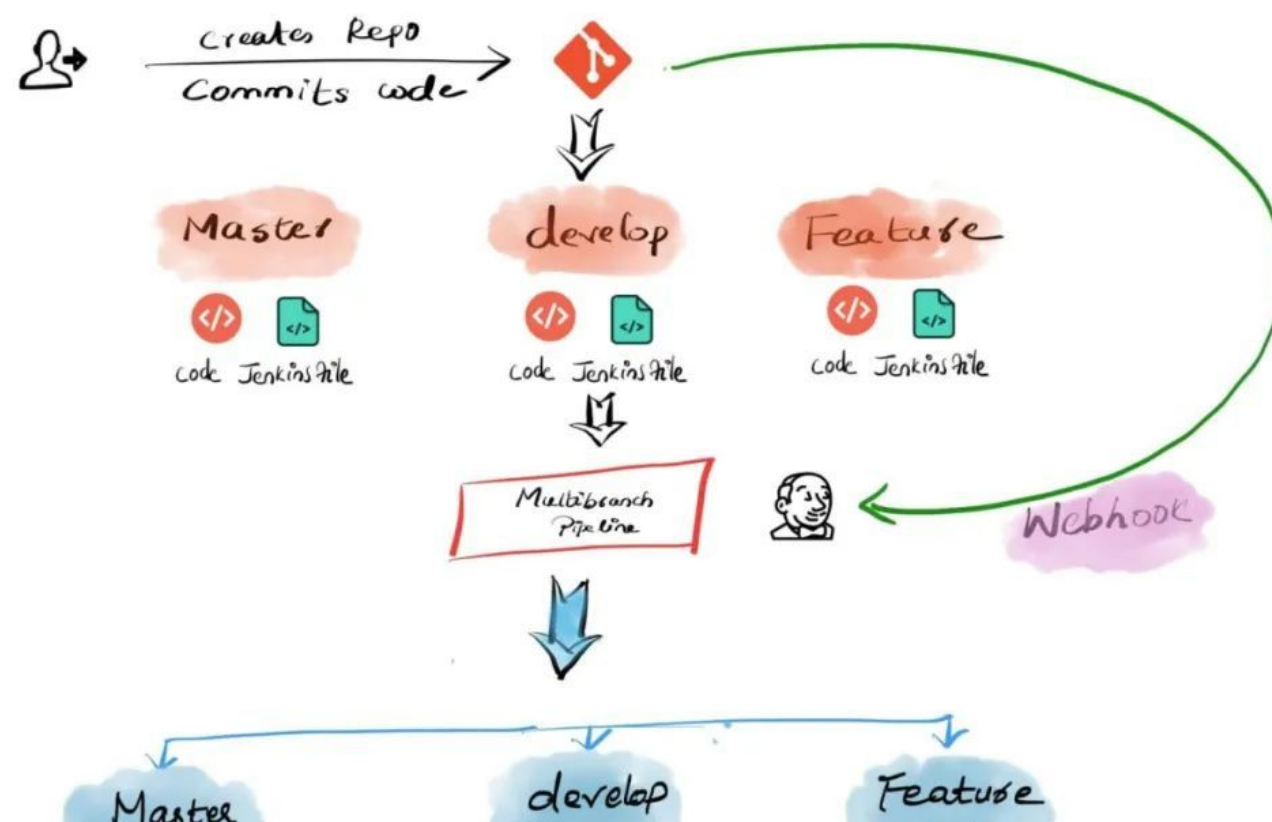 Creates Repo
Commits code
Master
develop
Feature
</>
</>
</>
</>
</>
</>
code Jenkinsfile
code Jenkinsfile
code Jenkinsfile
Multibranch
Pipeline
Webhook
Master
develop
Feature